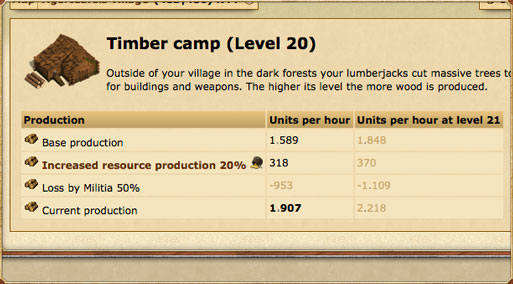 Timber camp (Level 20)
Outside of your village in the dark forests your lumberjacks cut massive trees
for buildings and weapons. The higher its level the more wood is produced.
Production Units per hour Units per hour at level 21
Base production 1.589 1.848
Increased resource production 20% 318 370
Loss by Militia 50% -953 -1.109
Current production 1.907 2.218